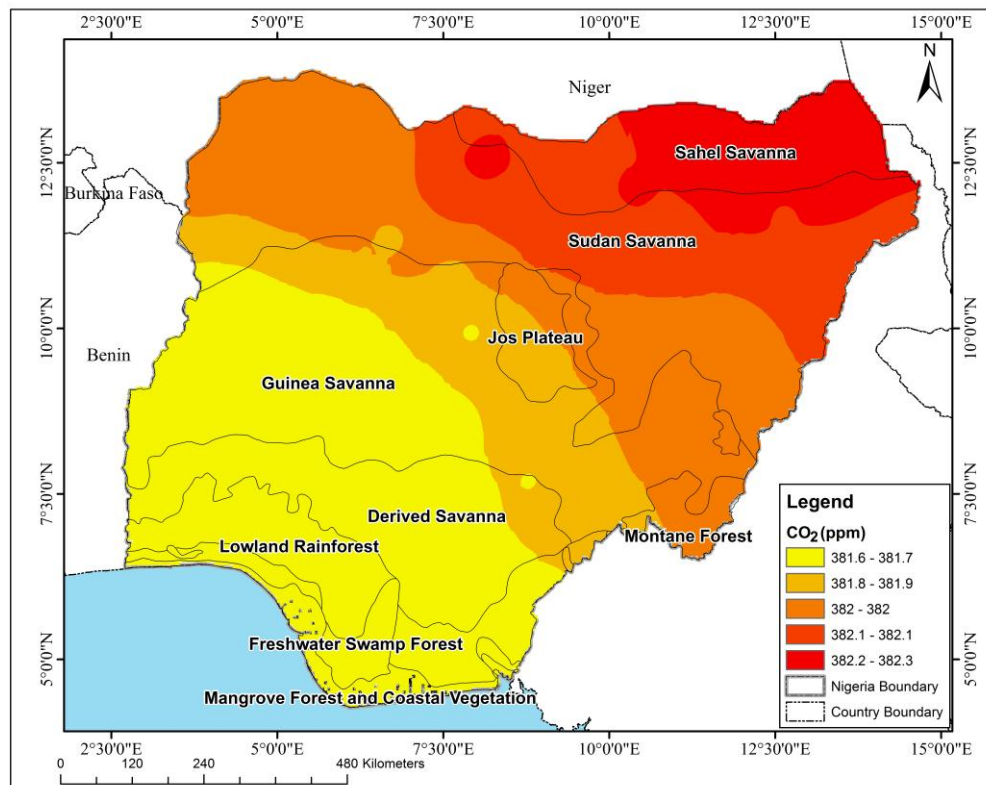 2°30'0"E 5°0'0"E 7°30'0"E 10°0'0"E 12°30'0"E 15°0'0"E
N
Niger
Sahel Savanna
12°30'0"N 12°30'0"N
Burkina Faso
Sudan Savanna
10°0'0"N 10°0'0"N
Jos Plateau
Benin
Guinea Savanna
7°30'0"N 7°30'0"N
Derived Savanna
Montane Forest
Lowland Rainforest
Freshwater Swamp Forest
5°0'0"N 5°0'0"N
Mangrove Forest and Coastal Vegetation
Legend
CO₂(ppm)
381.6 - 381.7
381.8 - 381.9
382 - 382
382.1 - 382.1
382.2 - 382.3
Nigeria Boundary
Country Boundary
2°30'0"E 5°0'0"E 7°30'0"E 10°0'0"E 12°30'0"E 15°0'0"E
0 120 240 480 Kilometers